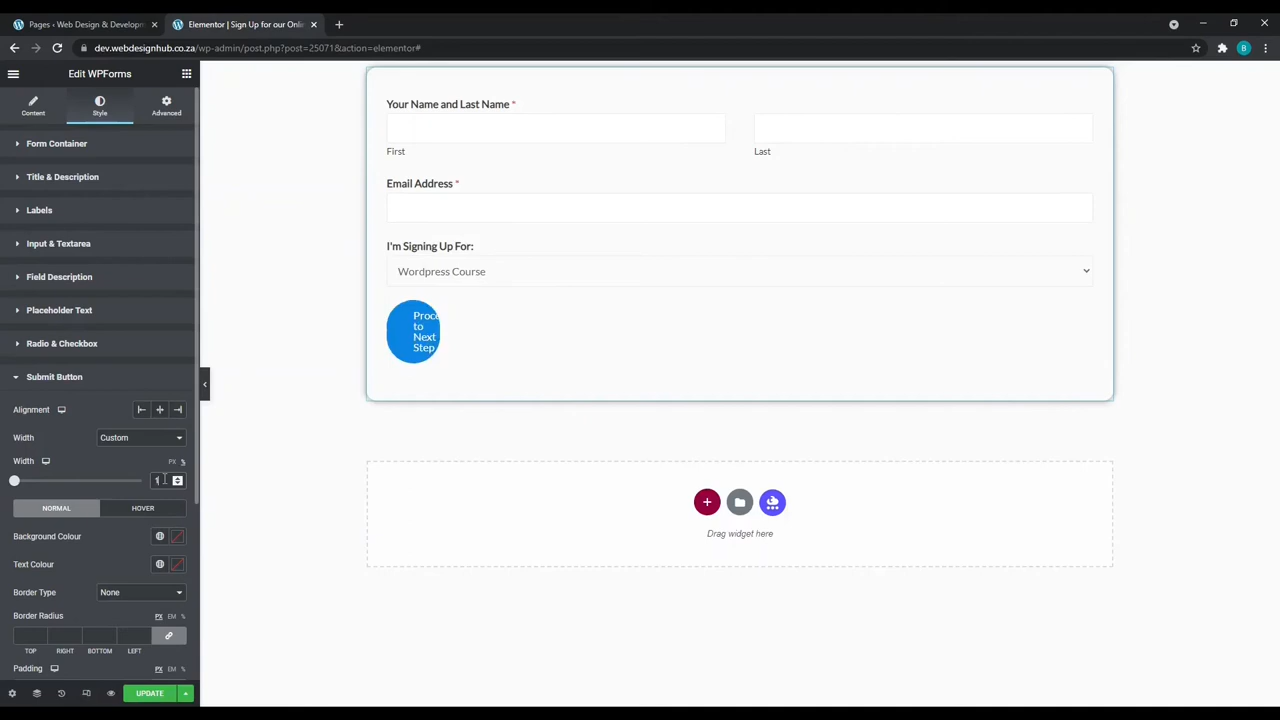 Pages ‹ Web Design & Developm
Elementor | Sign Up for our Onlin
dev.webdesignhub.co.za/wp-admin/post.php?post=25071&action=elementor#
B
Edit WPForms
Content
Style
Advanced
Form Container
Title & Description
Labels
Input & Textarea
Field Description
Placeholder Text
Radio & Checkbox
Submit Button
Alignment
Width
Custom
Width
PX %
1
NORMAL
HOVER
Background Colour
Text Colour
Border Type
None
Border Radius
PX EM %
TOP RIGHT BOTTOM LEFT
Padding
PX EM %
UPDATE
Your Name and Last Name *
First
Last
Email Address *
I'm Signing Up For:
Wordpress Course
Proce
to
Next
Step
Drag widget here